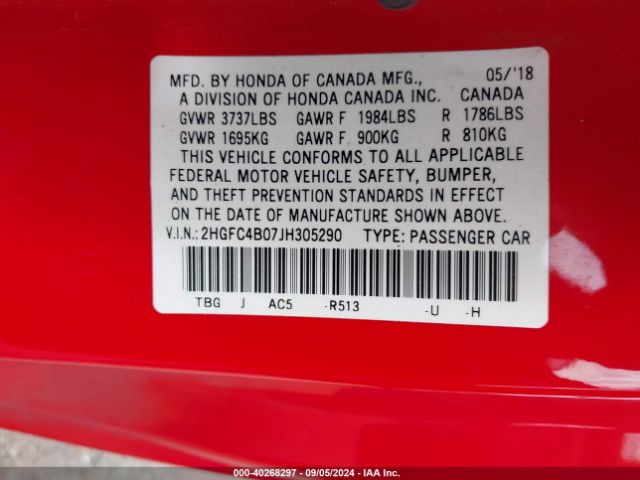 MFD. BY HONDA OF CANADA MFG., 05/'18
A DIVISION OF HONDA CANADA INC. CANADA
GVWR 3737LBS GAWR F 1984LBS R 1786LBS
GVWR 1695KG GAWR F. 900KG R 810KG
THIS VEHICLE CONFORMS TO ALL APPLICABLE
FEDERAL MOTOR VEHICLE SAFETY, BUMPER,
AND THEFT PREVENTION STANDARDS IN EFFECT
ON THE DATE OF MANUFACTURE SHOWN ABOVE.
V.I.N.: 2HGFC4B07JH305290 TYPE: PASSENGER CAR
TBG J AC5 -R513 -U -H
000-40268297 - 09/05/2024 - IAA Inc.